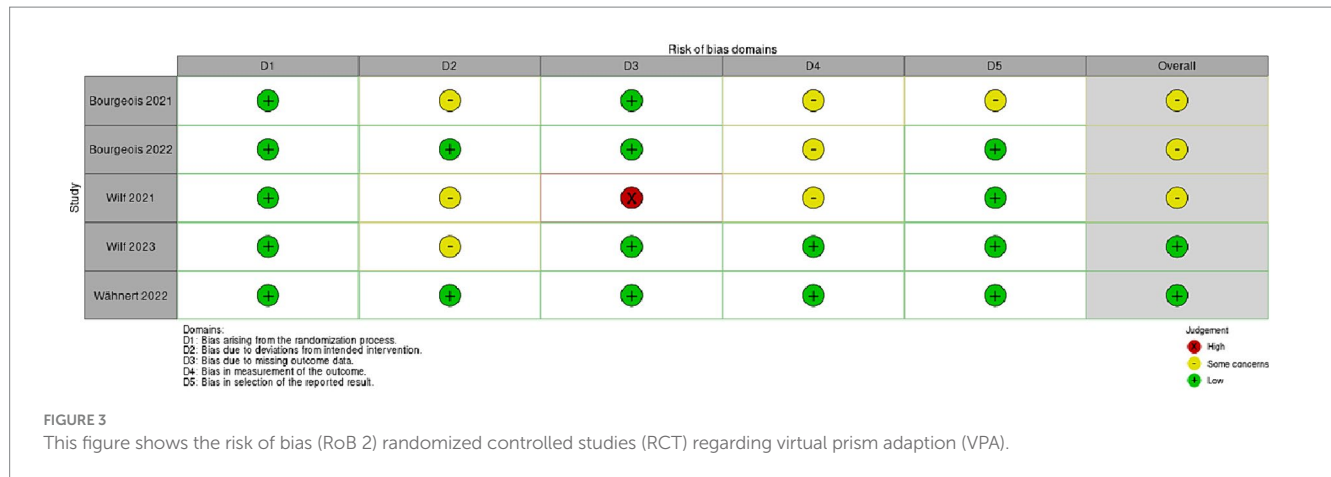 Risk of bias domains
D1 D2 D3 D4 D5 Overall
Study
Bourgeois 2021 + - + - - -
Bourgeois 2022 + + + - + -
Wilf 2021 + - X - + -
Wilf 2023 + - + + + +
Wähnert 2022 + + + + + +
Domains:
D1: Bias arising from the randomization process.
D2: Bias due to deviations from intended intervention.
D3: Bias due to missing outcome data.
D4: Bias in measurement of the outcome.
D5: Bias in selection of the reported result.
Judgement
X High
- Some concerns
+ Low
FIGURE 3
This figure shows the risk of bias (RoB 2) randomized controlled studies (RCT) regarding virtual prism adaption (VPA).